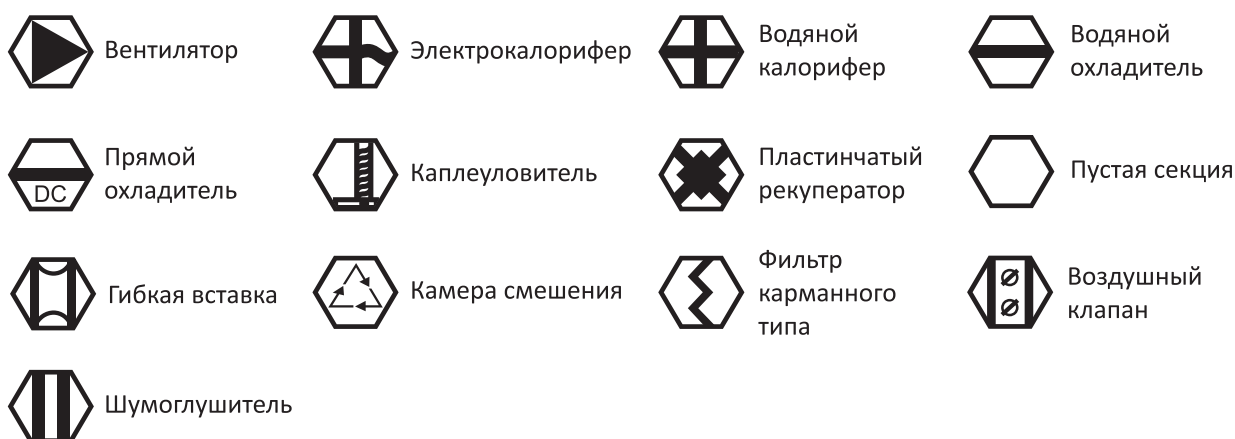 Вентилятор
Электрокалорифер
Водяной
калорифер
Водяной
охладитель
Прямой
охладитель
DC
Каплеуловитель
Пластинчатый
рекуператор
Пустая секция
Гибкая вставка
Камера смешения
Фильтр
карманного
типа
Воздушный
клапан
Шумоглушитель